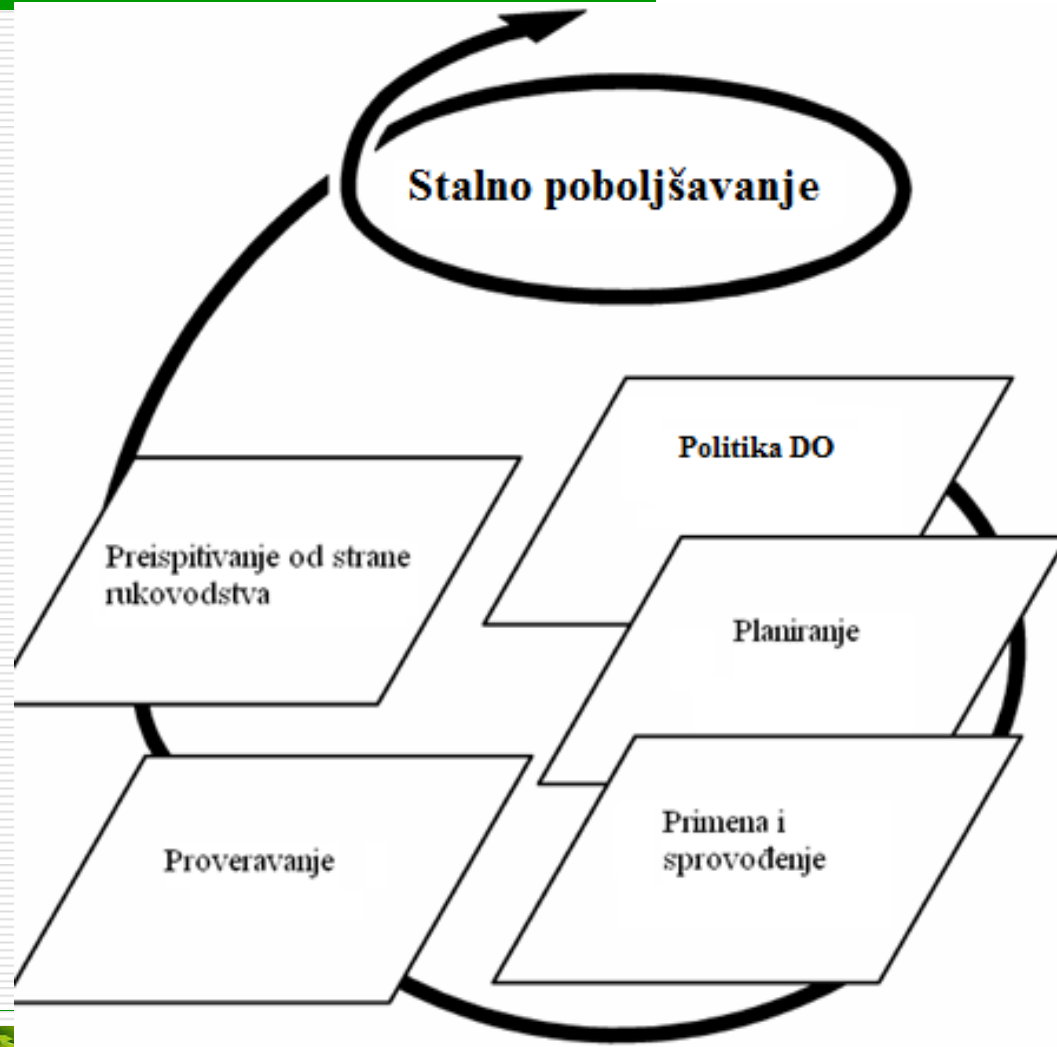 Stalno poboljšavanje
Politika DO
Planiranje
Primena i
sprovođenje
Proveravanje
Preispitivanje od strane
rukovodstva